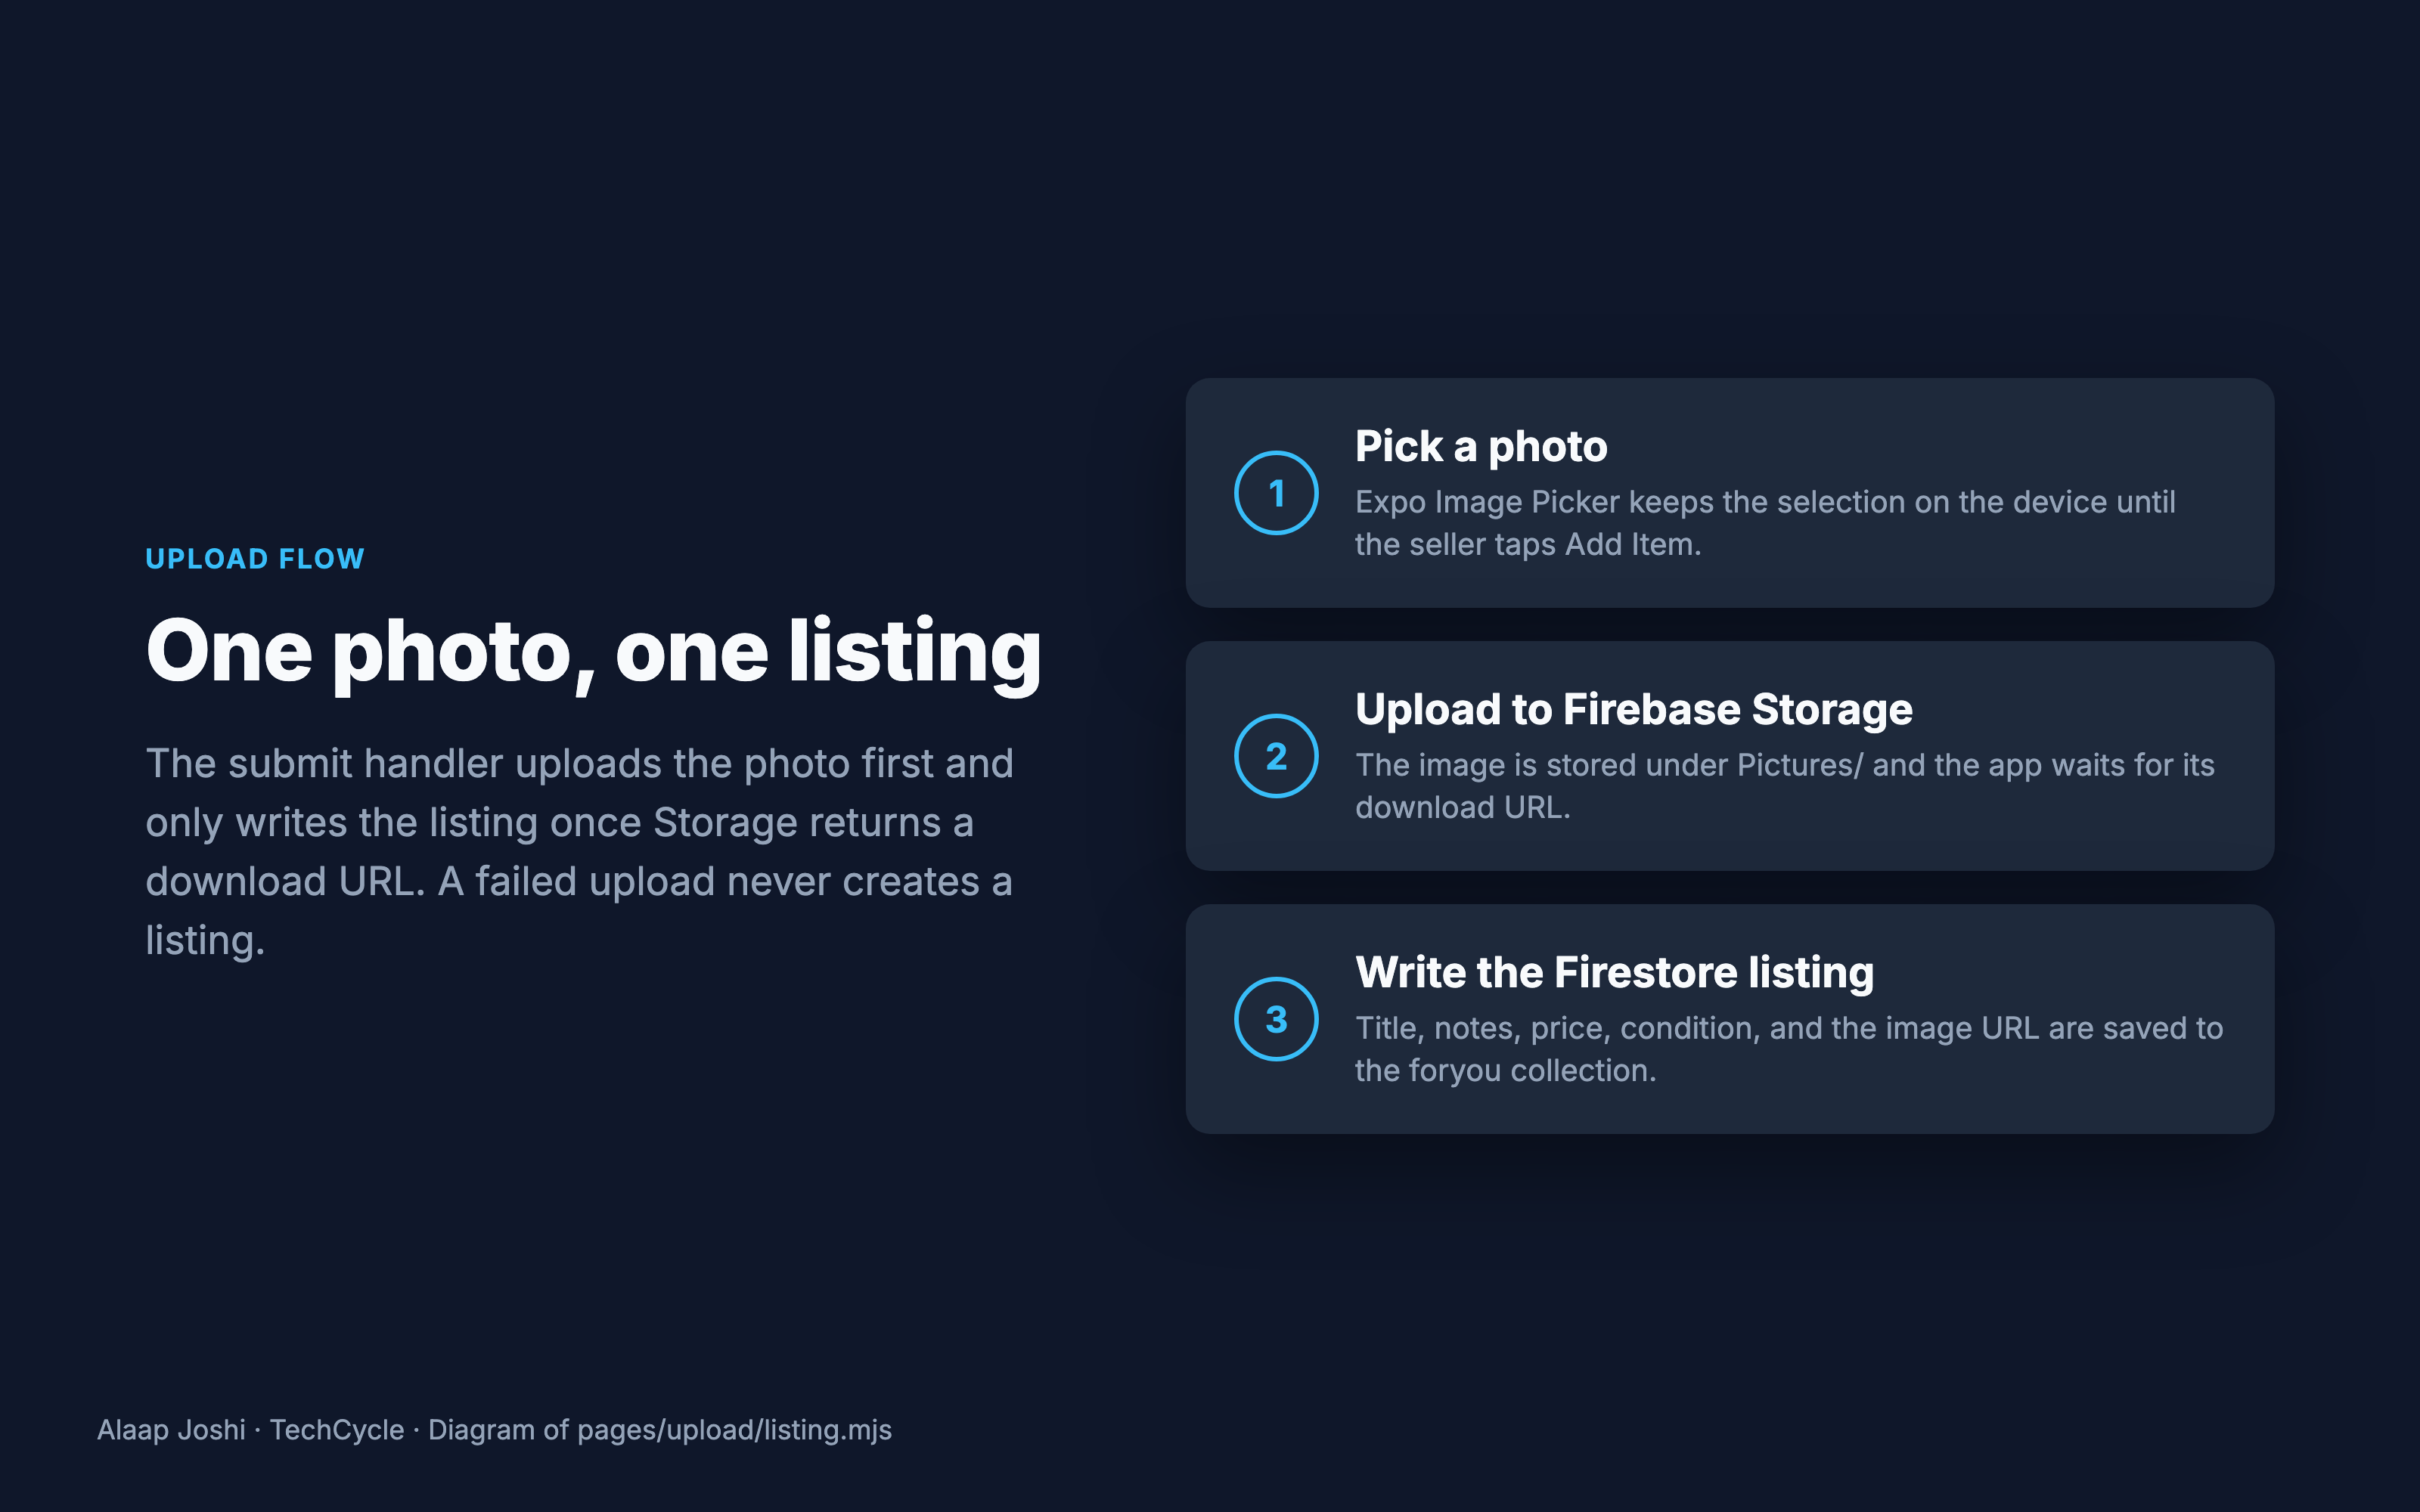 UPLOAD FLOW
One photo, one listing
The submit handler uploads the photo first and
only writes the listing once Storage returns a
download URL. A failed upload never creates a
listing.
1
Pick a photo
Expo Image Picker keeps the selection on the device until
the seller taps Add Item.
2
Upload to Firebase Storage
The image is stored under Pictures/ and the app waits for its
download URL.
3
Write the Firestore listing
Title, notes, price, condition, and the image URL are saved to
the foryou collection.
Alaap Joshi · TechCycle · Diagram of pages/upload/listing.mjs